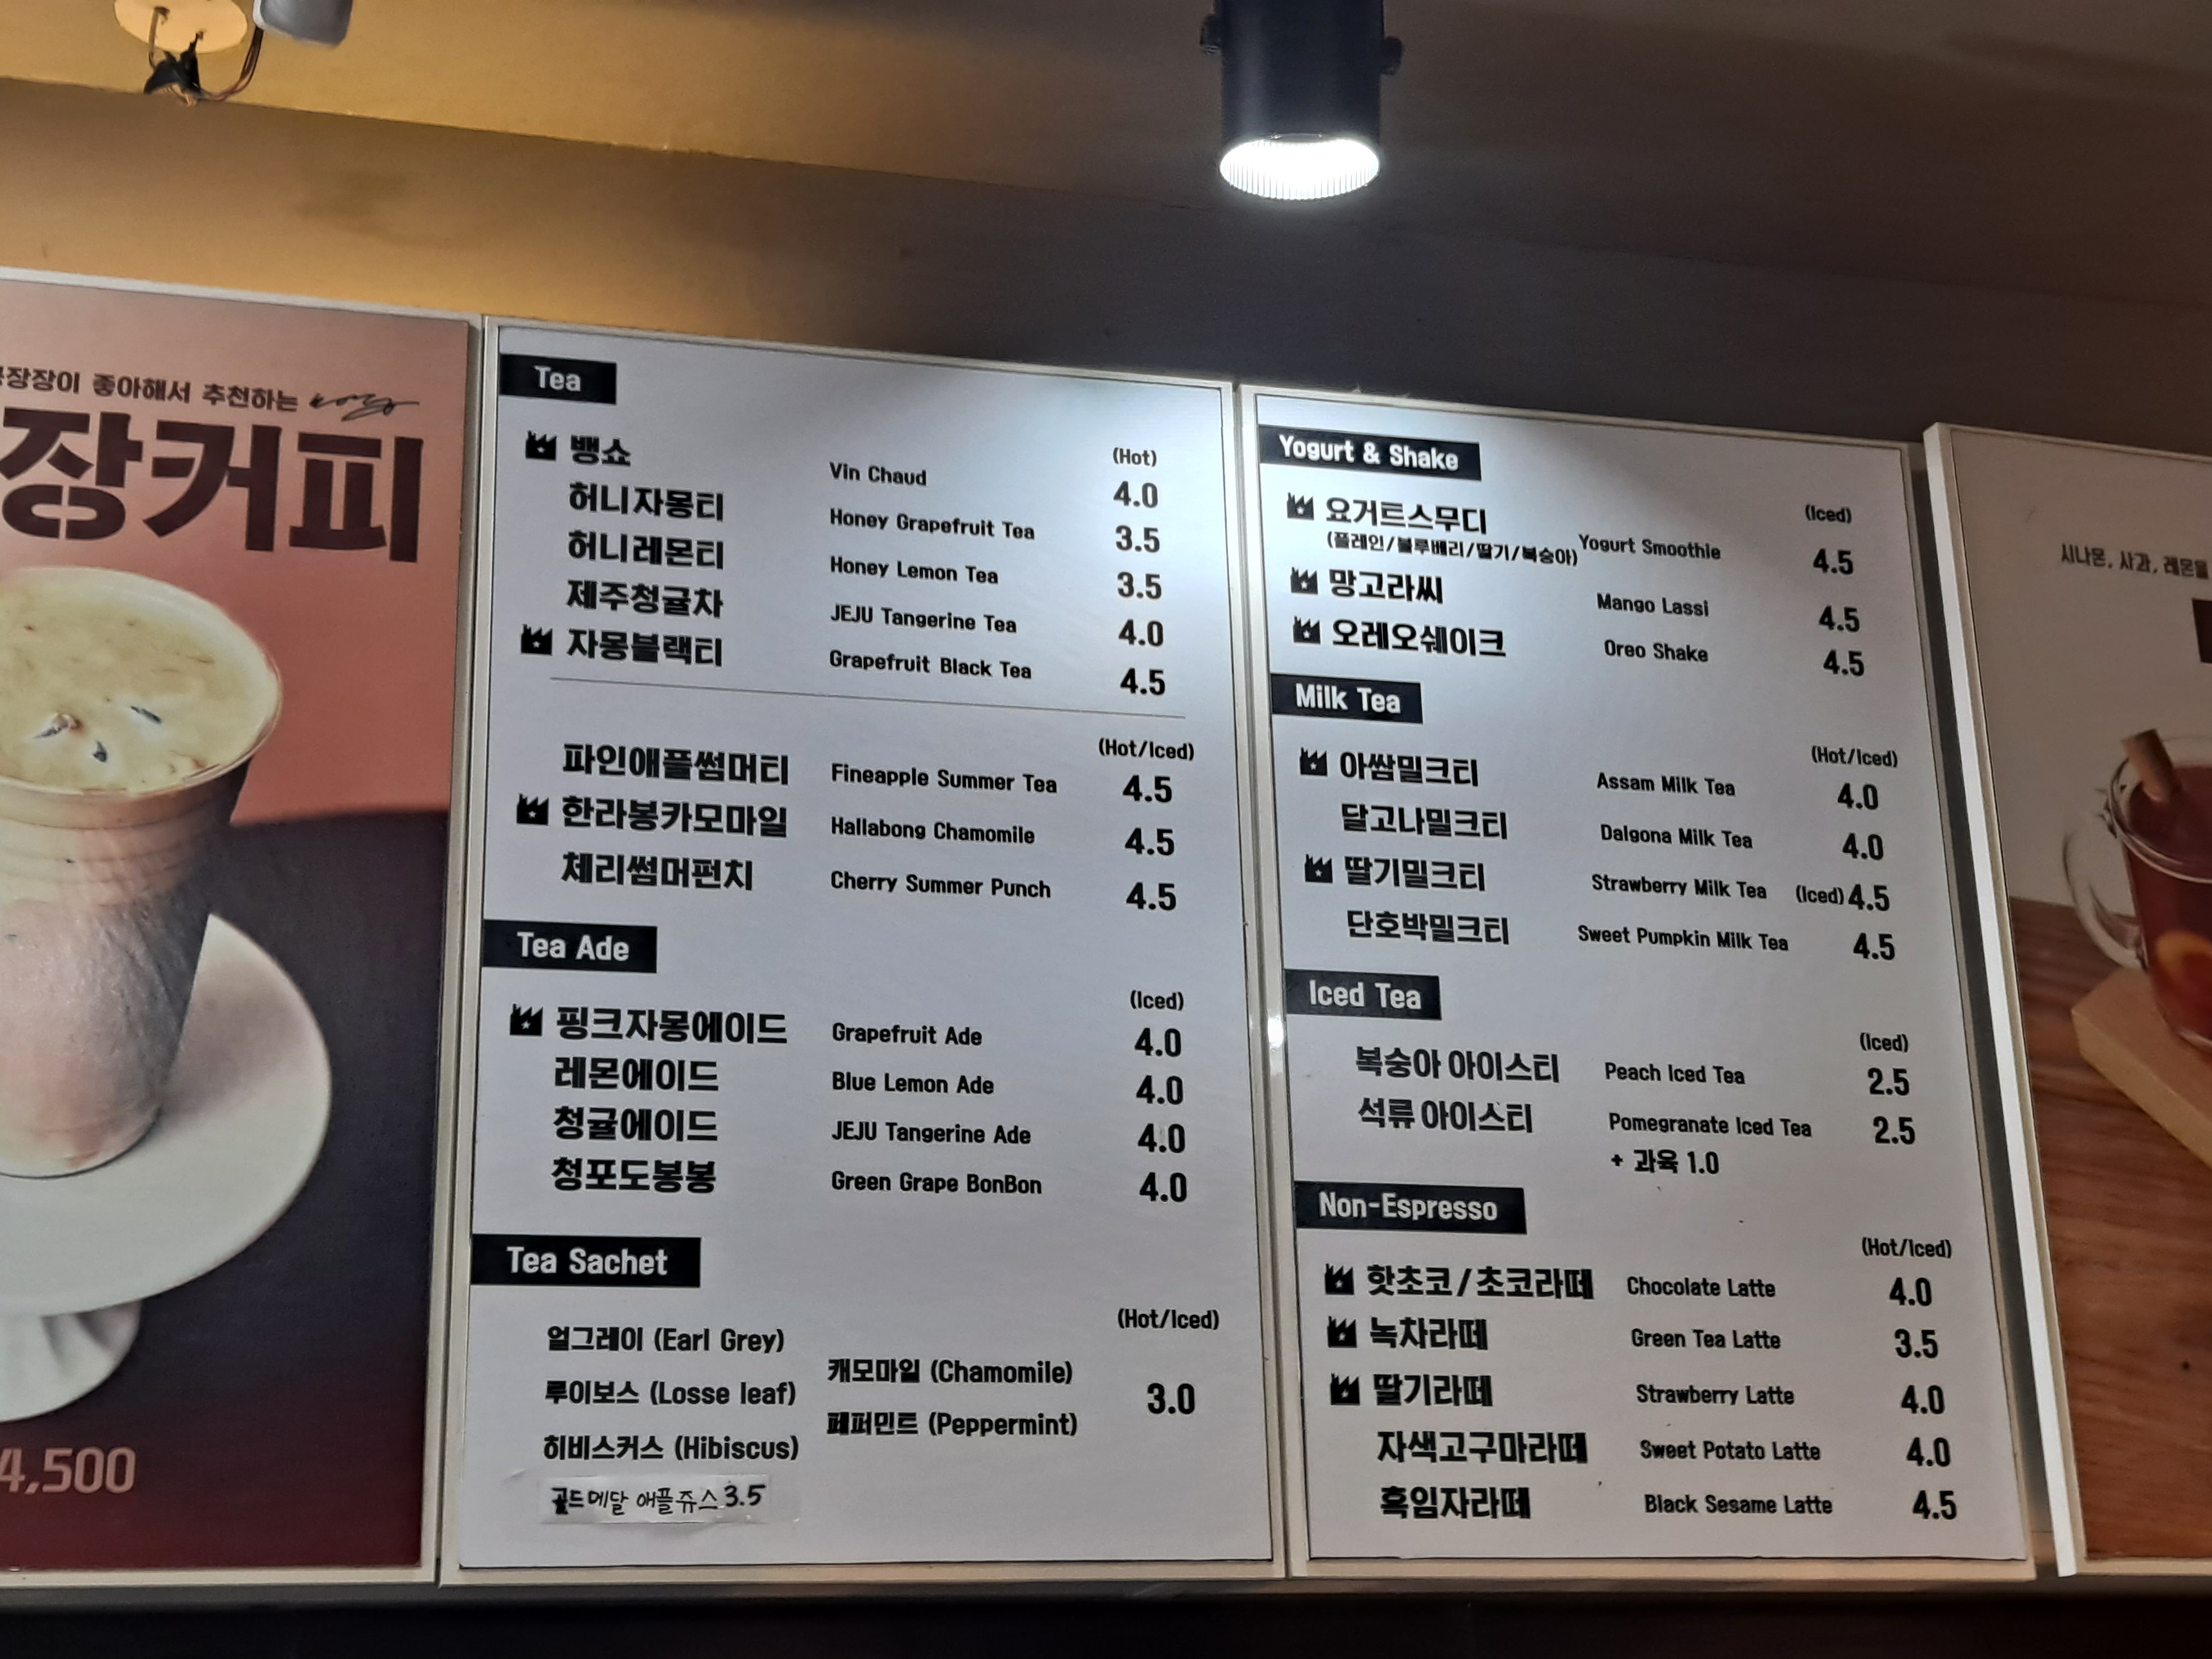 장장이 좋아해서 추천하는
장커피
4,500
Tea
(Hot)
뱅쇼 Vin Chaud 4.0
허니자몽티 Honey Grapefruit Tea 3.5
허니레몬티 Honey Lemon Tea 3.5
제주청귤차 JEJU Tangerine Tea 4.0
자몽블랙티 Grapefruit Black Tea 4.5
(Hot/Iced)
파인애플썸머티 Fineapple Summer Tea 4.5
한라봉카모마일 Hallabong Chamomile 4.5
체리썸머펀치 Cherry Summer Punch 4.5
Tea Ade
(Iced)
핑크자몽에이드 Grapefruit Ade 4.0
레몬에이드 Blue Lemon Ade 4.0
청귤에이드 JEJU Tangerine Ade 4.0
청포도봉봉 Green Grape BonBon 4.0
Tea Sachet
(Hot/Iced)
얼그레이 (Earl Grey)
루이보스 (Losse leaf)
히비스커스 (Hibiscus)
캐모마일 (Chamomile)
페퍼민트 (Peppermint)
3.0
골드메달 애플쥬스 3.5
Yogurt & Shake
(Iced)
요거트스무디 Yogurt Smoothie 4.5
(플레인/블루베리/딸기/복숭아)
망고라씨 Mango Lassi 4.5
오레오쉐이크 Oreo Shake 4.5
Milk Tea
(Hot/Iced)
아쌈밀크티 Assam Milk Tea 4.0
달고나밀크티 Dalgona Milk Tea 4.0
딸기밀크티 Strawberry Milk Tea (Iced) 4.5
단호박밀크티 Sweet Pumpkin Milk Tea 4.5
Iced Tea
(Iced)
복숭아 아이스티 Peach Iced Tea 2.5
석류 아이스티 Pomegranate Iced Tea 2.5
+ 과육 1.0
Non-Espresso
(Hot/Iced)
핫초코/초코라떼 Chocolate Latte 4.0
녹차라떼 Green Tea Latte 3.5
딸기라떼 Strawberry Latte 4.0
자색고구마라떼 Sweet Potato Latte 4.0
흑임자라떼 Black Sesame Latte 4.5
시나몬, 사과, 레몬을